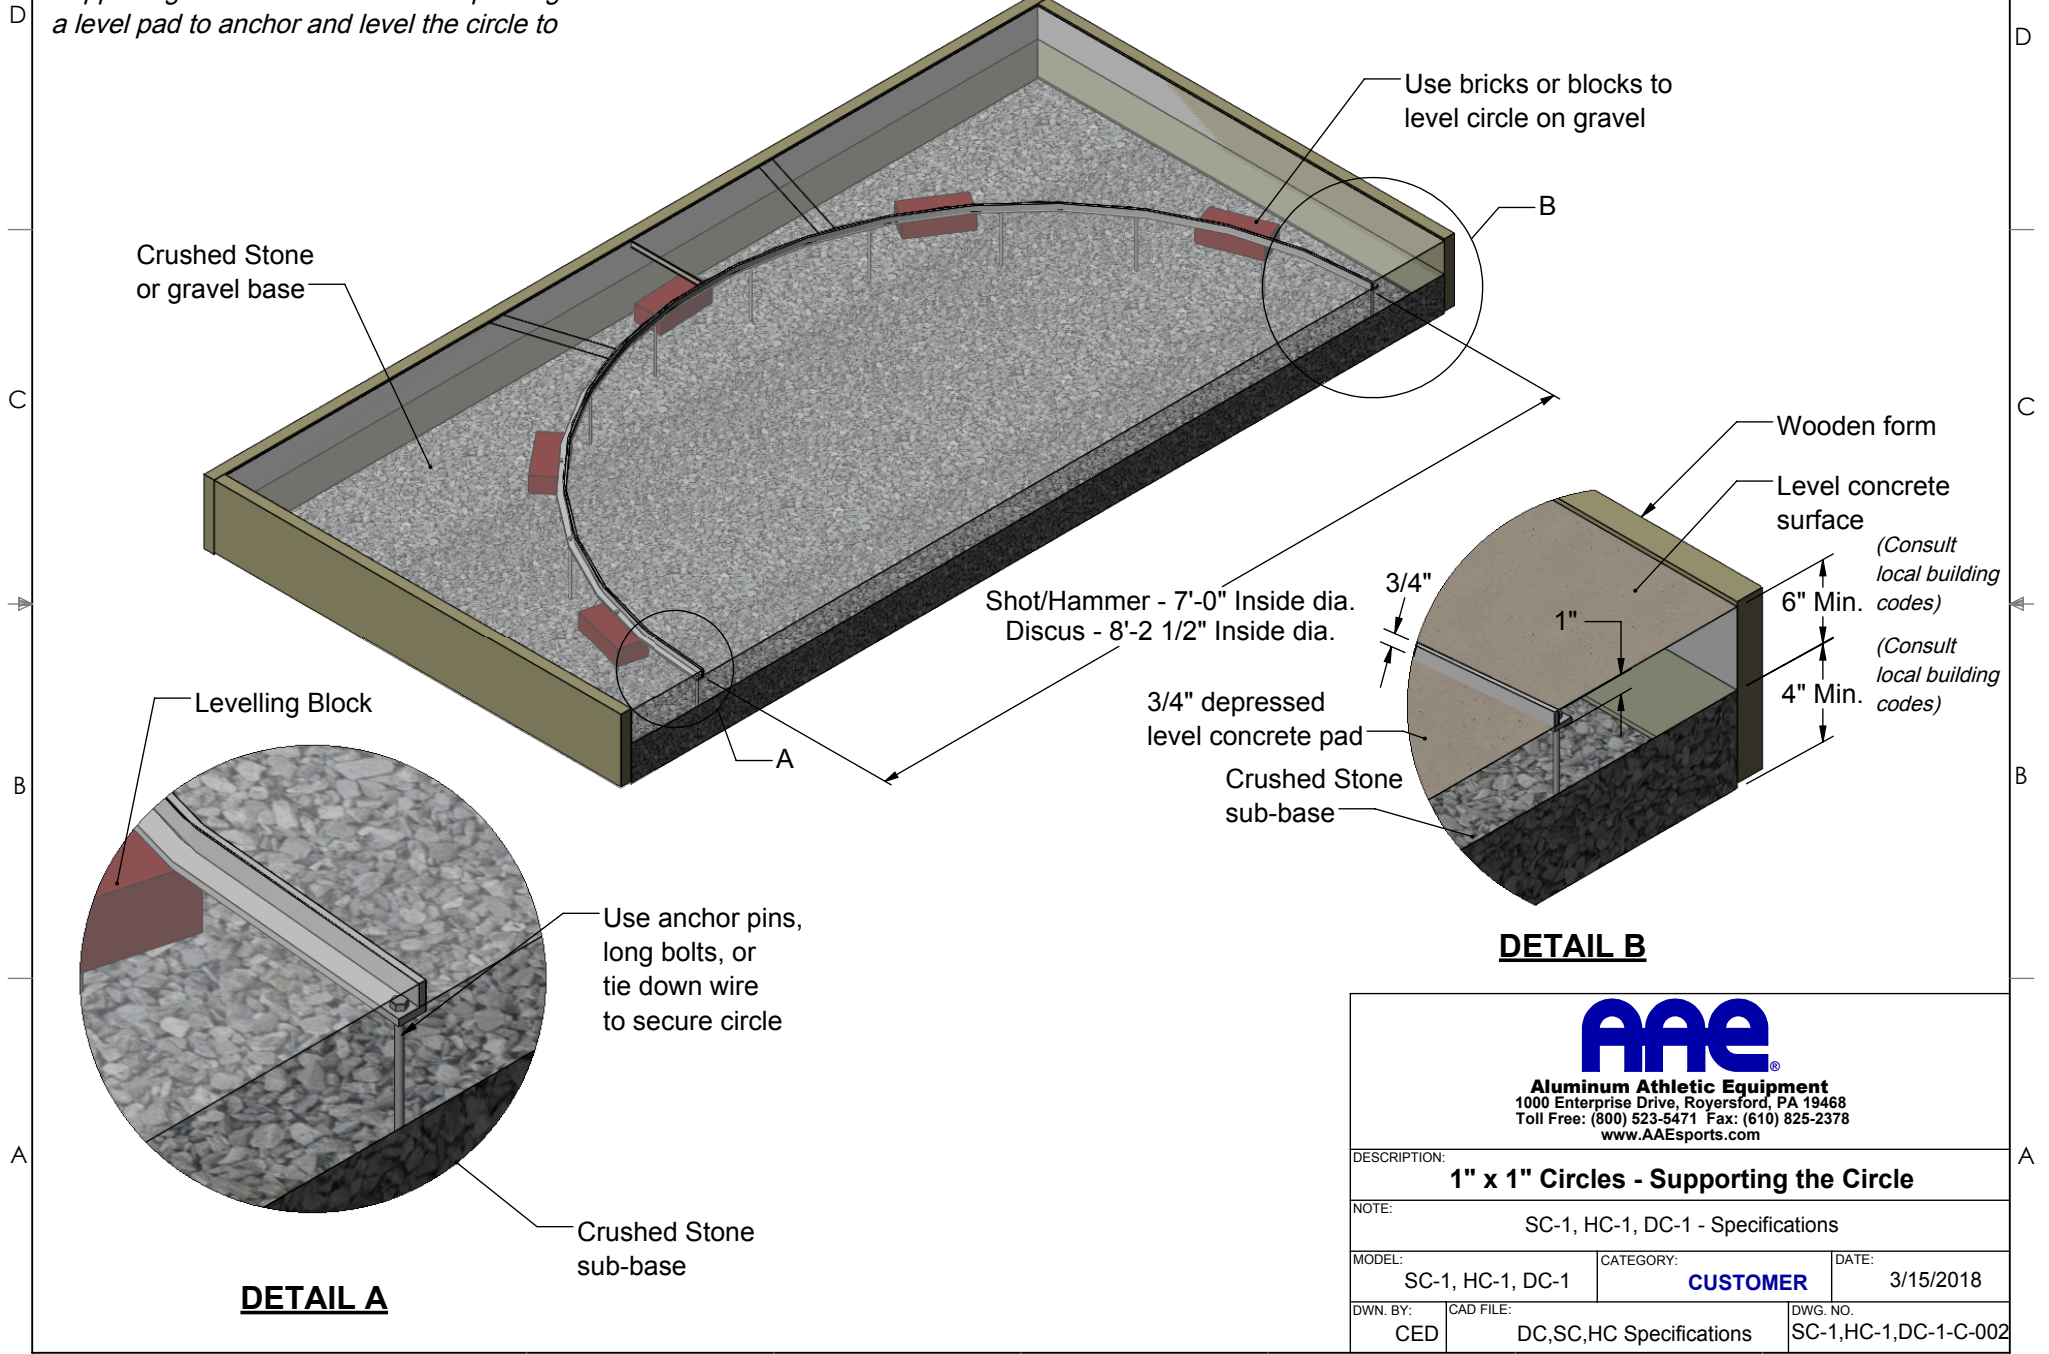 a level pad to anchor and level the circle to
D
D
Use bricks or blocks to
level circle on gravel
B
Crushed Stone
or gravel base
C
C
Wooden form
Level concrete
surface
(Consult
local building
codes)
6" Min.
3/4"
1"
Shot/Hammer - 7'-0" Inside dia.
Discus - 8'-2 1/2" Inside dia.
(Consult
local building
codes)
4" Min.
3/4" depressed
level concrete pad
Crushed Stone
sub-base
Levelling Block
A
B
B
Use anchor pins,
long bolts, or
tie down wire
to secure circle
DETAIL B
AAE®
Aluminum Athletic Equipment
1000 Enterprise Drive, Royersford, PA 19468
Toll Free: (800) 523-5471 Fax: (610) 825-2378
www.AAEsports.com
A
A
DESCRIPTION:
1" x 1" Circles - Supporting the Circle
NOTE:
SC-1, HC-1, DC-1 - Specifications
Crushed Stone
sub-base
DETAIL A
MODEL:
SC-1, HC-1, DC-1
CATEGORY:
CUSTOMER
DATE:
3/15/2018
DWN. BY:
CED
CAD FILE:
DC,SC,HC Specifications
DWG. NO.
SC-1,HC-1,DC-1-C-002